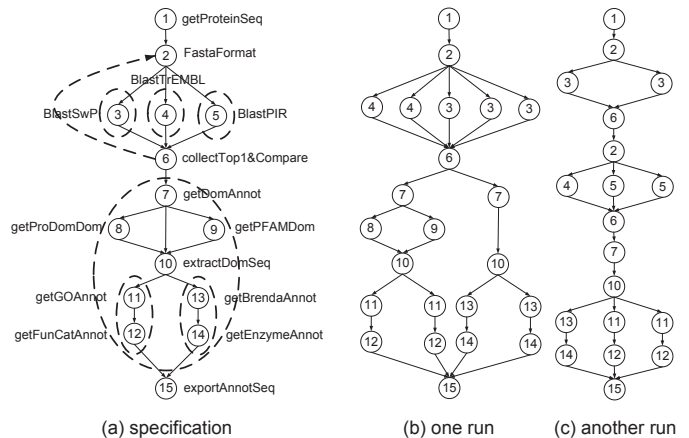 1 getProteinSeq 1 1
2 FastaFormat 2 2
BlastTrEMBL
BlastSwP 3 4 5 BlastPIR 4 4 3 3 3 3 3
6 collectTop1&Compare 6 6
7 getDomAnnot 7 7 2
getProDomDom 8 9 getPFAMDom 8 9 4 5 5
10 extractDomSeq 10 10 6
7
10
getGOAnnot 11 13 getBrendaAnnot 11 11 13 13 13 11 11
getFunCatAnnot 12 14 getEnzymeAnnot 12 12 14 14 14 12 12
15 exportAnnotSeq 15 15
(a) specification (b) one run (c) another run